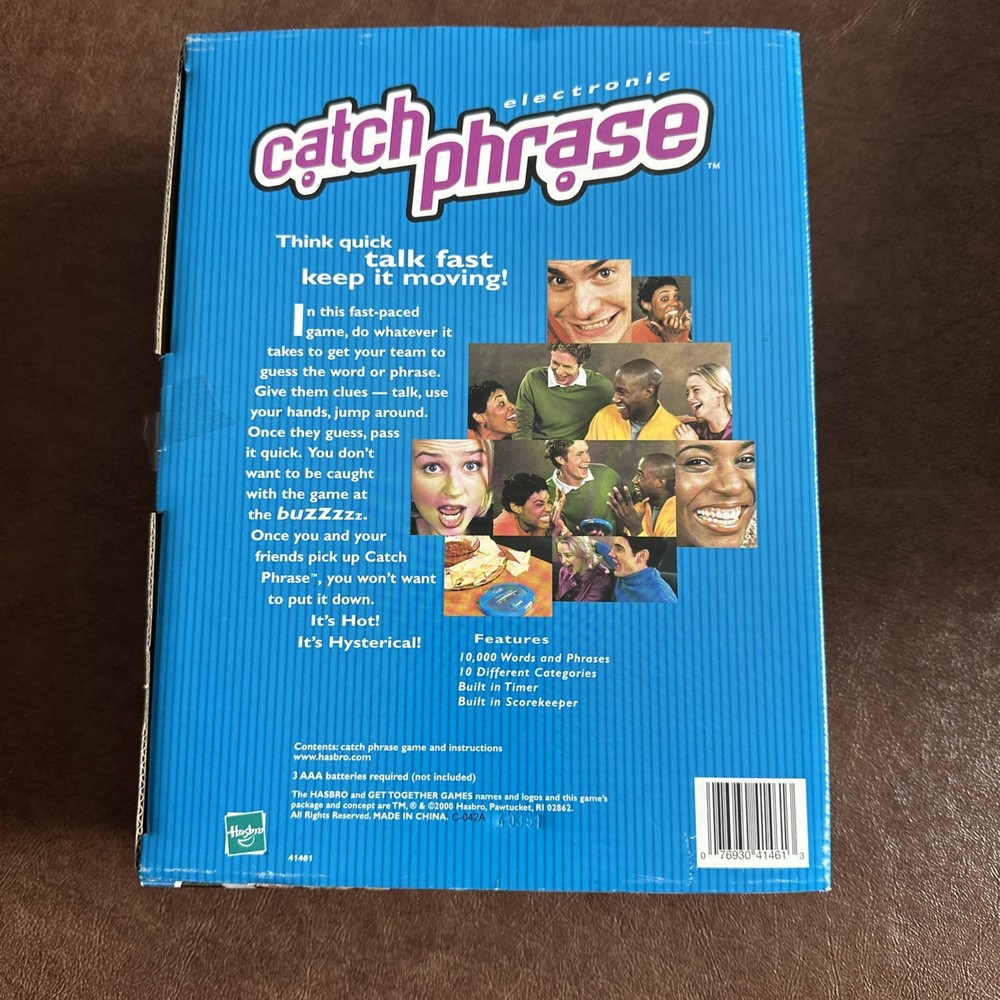 electronic
catch
phrase™
Think quick
talk fast
keep it moving!
In this fast-paced
game, do whatever it
takes to get your team to
guess the word or phrase.
Give them clues — talk, use
your hands, jump around.
Once they guess, pass
it quick. You don't
want to be caught
with the game at
the buzzzzz.
Once you and your
friends pick up Catch
Phrase™, you won't want
to put it down.
It's Hot!
It's Hysterical!
Features
10,000 Words and Phrases
10 Different Categories
Built in Timer
Built in Scorekeeper
Contents: catch phrase game and instructions
www.hasbro.com
3 AAA batteries required (not included)
The HASBRO and GET TOGETHER GAMES names and logos and this game's
package and concept are TM, ® & ©2000 Hasbro, Pawtucket, RI 02862.
All Rights Reserved. MADE IN CHINA. C-042A
Hasbro
41461
0 76930 41461 3